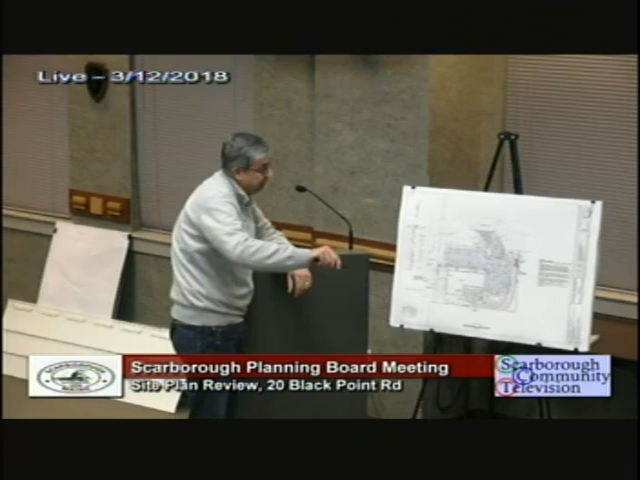 Live - 3/12/2018
Scarborough Planning Board Meeting
Site Plan Review, 20 Black Point Rd
Scarborough
Community
Television